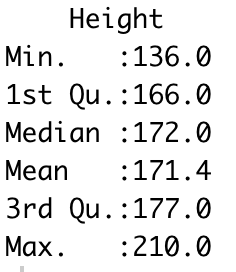 Height
Min.   :136.0
1st Qu.:166.0
Median :172.0
Mean   :171.4
3rd Qu.:177.0
Max.   :210.0